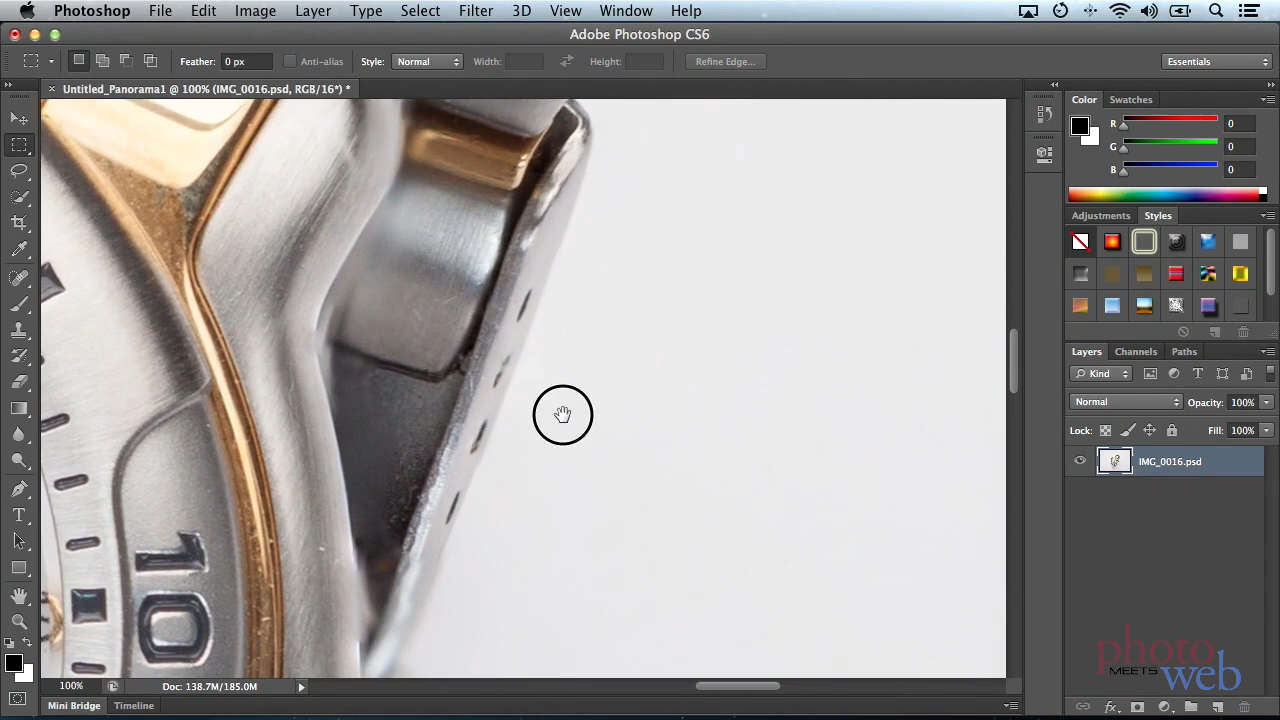 Photoshop File Edit Image Layer Type Select Filter 3D View Window Help
Adobe Photoshop CS6
Feather: 0 px Anti-alias Style: Normal Width: Height: Refine Edge... Essentials
× Untitled_Panorama1 @ 100% (IMG_0016.psd, RGB/16*) *
Color Swatches
R 0
G 0
B 0
Adjustments Styles
Layers Channels Paths
Kind
Normal Opacity: 100%
Lock: Fill: 100%
IMG_0016.psd
10
photo
MEETS web
100% Doc: 138.7M/185.0M
Mini Bridge Timeline